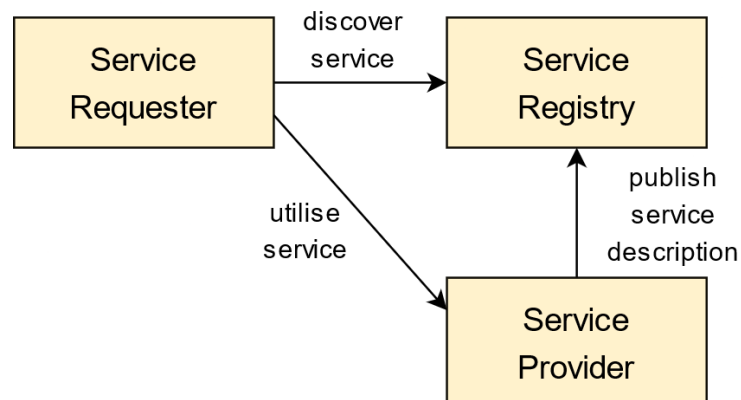 discover
service
Service
Requester
Service
Registry
utilise
service
publish
service
description
Service
Provider